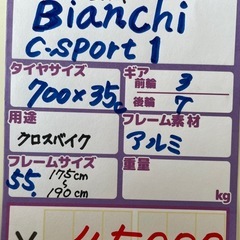 Bianchi
C-SPORT 1
タイヤサイズ
700×35c
ギア
前輪 3
後輪 7
用途
クロスバイク
フレーム素材
アルミ
フレームサイズ
55. 175cm
～
190cm
重量
kg
¥